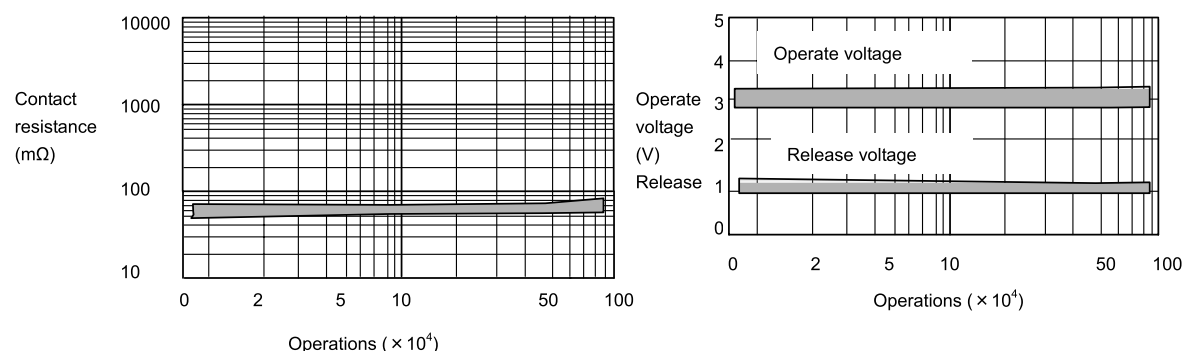 10000
1000
100
10
Contact
resistance
(mΩ)
0 2 5 10 50 100
Operations ( × 10⁴)
5
4
3
2
1
0
Operate
voltage
(V)
Release
Operate voltage
Release voltage
0 2 5 10 50 100
Operations ( × 10⁴)